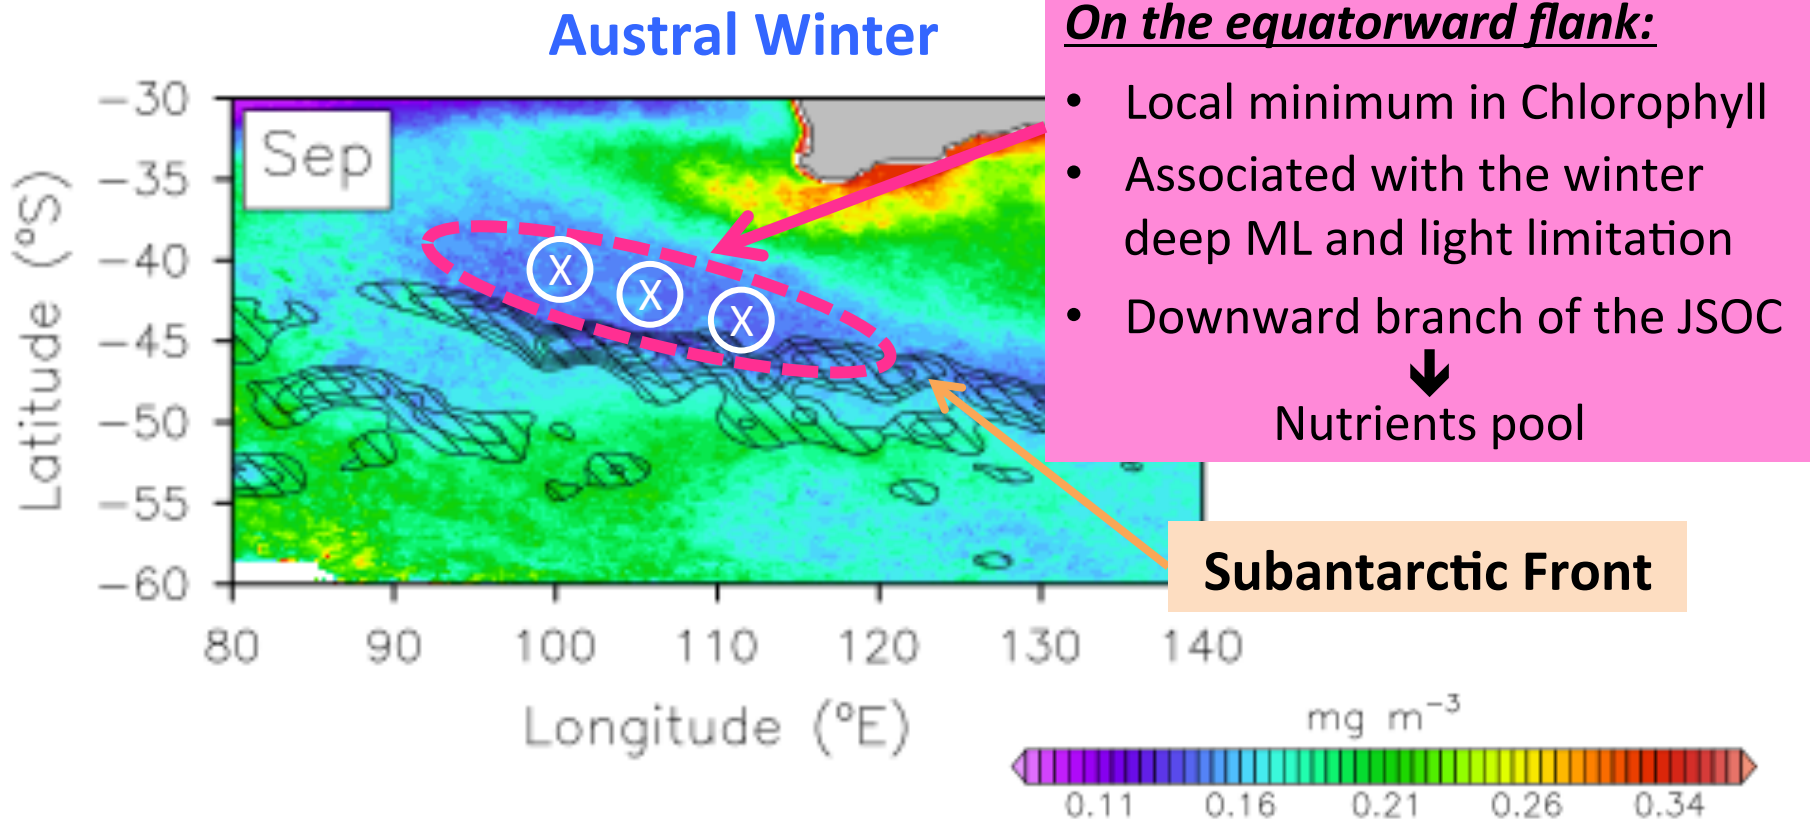 Austral Winter
On the equatorward flank:
• Local minimum in Chlorophyll
• Associated with the winter
deep ML and light limitation
• Downward branch of the JSOC
Nutrients pool
Subantarctic Front
Sep
X
X
X
Latitude (°S)
−30
−35
−40
−45
−50
−55
−60
80 90 100 110 120 130 140
Longitude (°E)
mg m⁻³
0.11 0.16 0.21 0.26 0.34